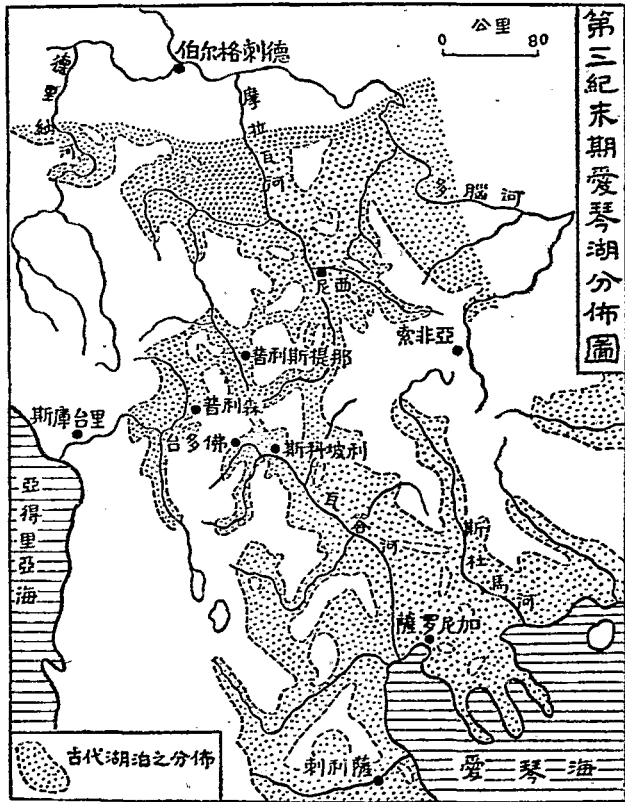 第三紀末期愛琴湖分佈圖
公里
0 80
伯尔格剌德
德里納河
摩拉瓦河
多腦河
尼西
索非亞
普利斯提那
普利森
斯庫台里
台多佛
斯科坡利
瓦谷河
斯杜馬河
亞得里亞海
薩罗尼加
剌利薩
愛琴海
古代湖泊之分佈